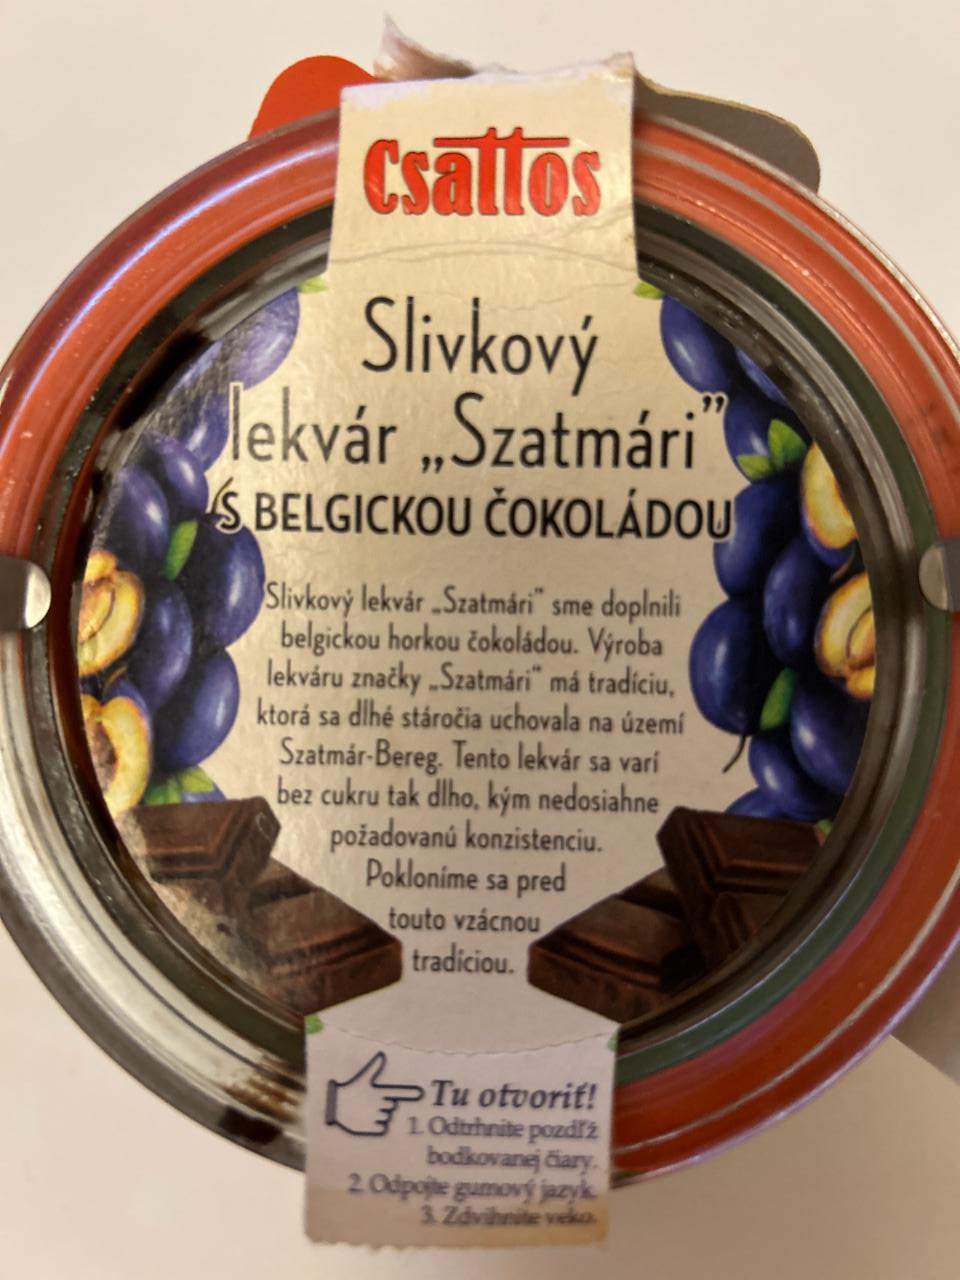 Csattos
Slivkový
lekvár „Szatmári”
S BELGICKOU ČOKOLÁDOU
Slivkový lekvár „Szatmári” sme doplnili
belgickou horkou čokoládou. Výroba
lekváru značky „Szatmári” má tradíciu,
ktorá sa dlhé stáročia uchovala na území
Szatmár-Bereg. Tento lekvár sa varí
bez cukru tak dlho, kým nedosiahne
požadovanú konzistenciu.
Pokloníme sa pred
touto vzácnou
tradíciou.
Tu otvoriť!
1. Odtrhnite pozdĺž
bodkovanej čiary.
2. Odpojte gumový jazyk.
3. Zdvihnite veko.